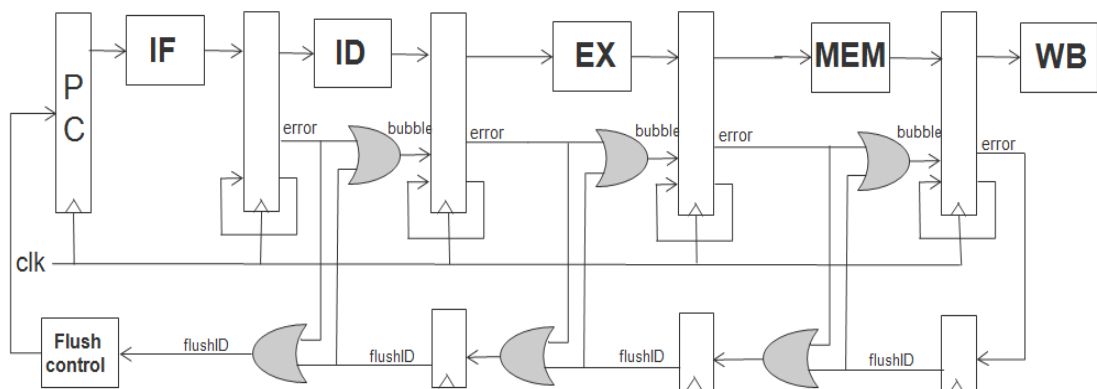 IF
ID
EX
MEM
WB
P
C
error
bubble
error
bubble
error
bubble
error
clk
Flush
control
flushID
flushID
flushID
flushID